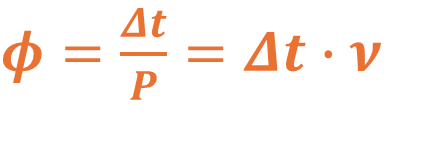 ϕ = Δt/P = Δt · ν